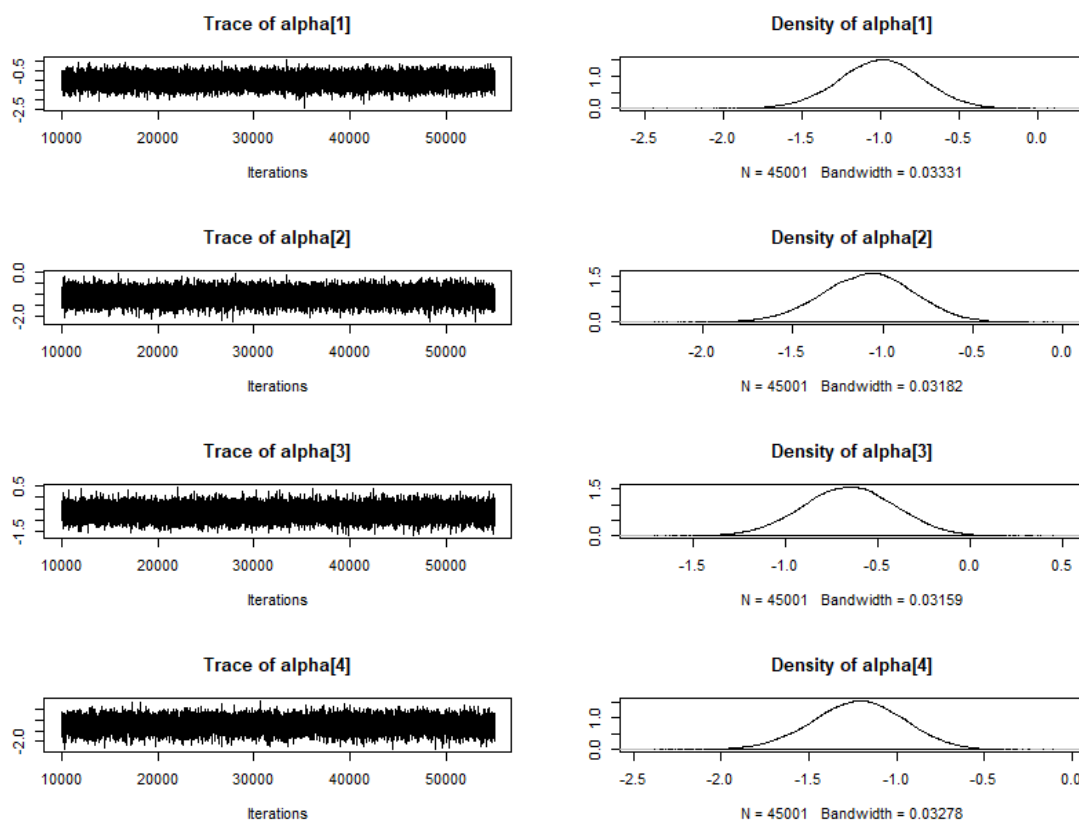 Trace of alpha[1]
-0.5
-2.5
10000 20000 30000 40000 50000
Iterations
Density of alpha[1]
1.0
0.0
-2.5 -2.0 -1.5 -1.0 -0.5 0.0
N = 45001 Bandwidth = 0.03331
Trace of alpha[2]
0.0
-2.0
10000 20000 30000 40000 50000
Iterations
Density of alpha[2]
1.5
0.0
-2.0 -1.5 -1.0 -0.5 0.0
N = 45001 Bandwidth = 0.03182
Trace of alpha[3]
0.5
-1.5
10000 20000 30000 40000 50000
Iterations
Density of alpha[3]
1.5
0.0
-1.5 -1.0 -0.5 0.0 0.5
N = 45001 Bandwidth = 0.03159
Trace of alpha[4]
-2.0
10000 20000 30000 40000 50000
Iterations
Density of alpha[4]
1.0
0.0
-2.5 -2.0 -1.5 -1.0 -0.5 0.0
N = 45001 Bandwidth = 0.03278